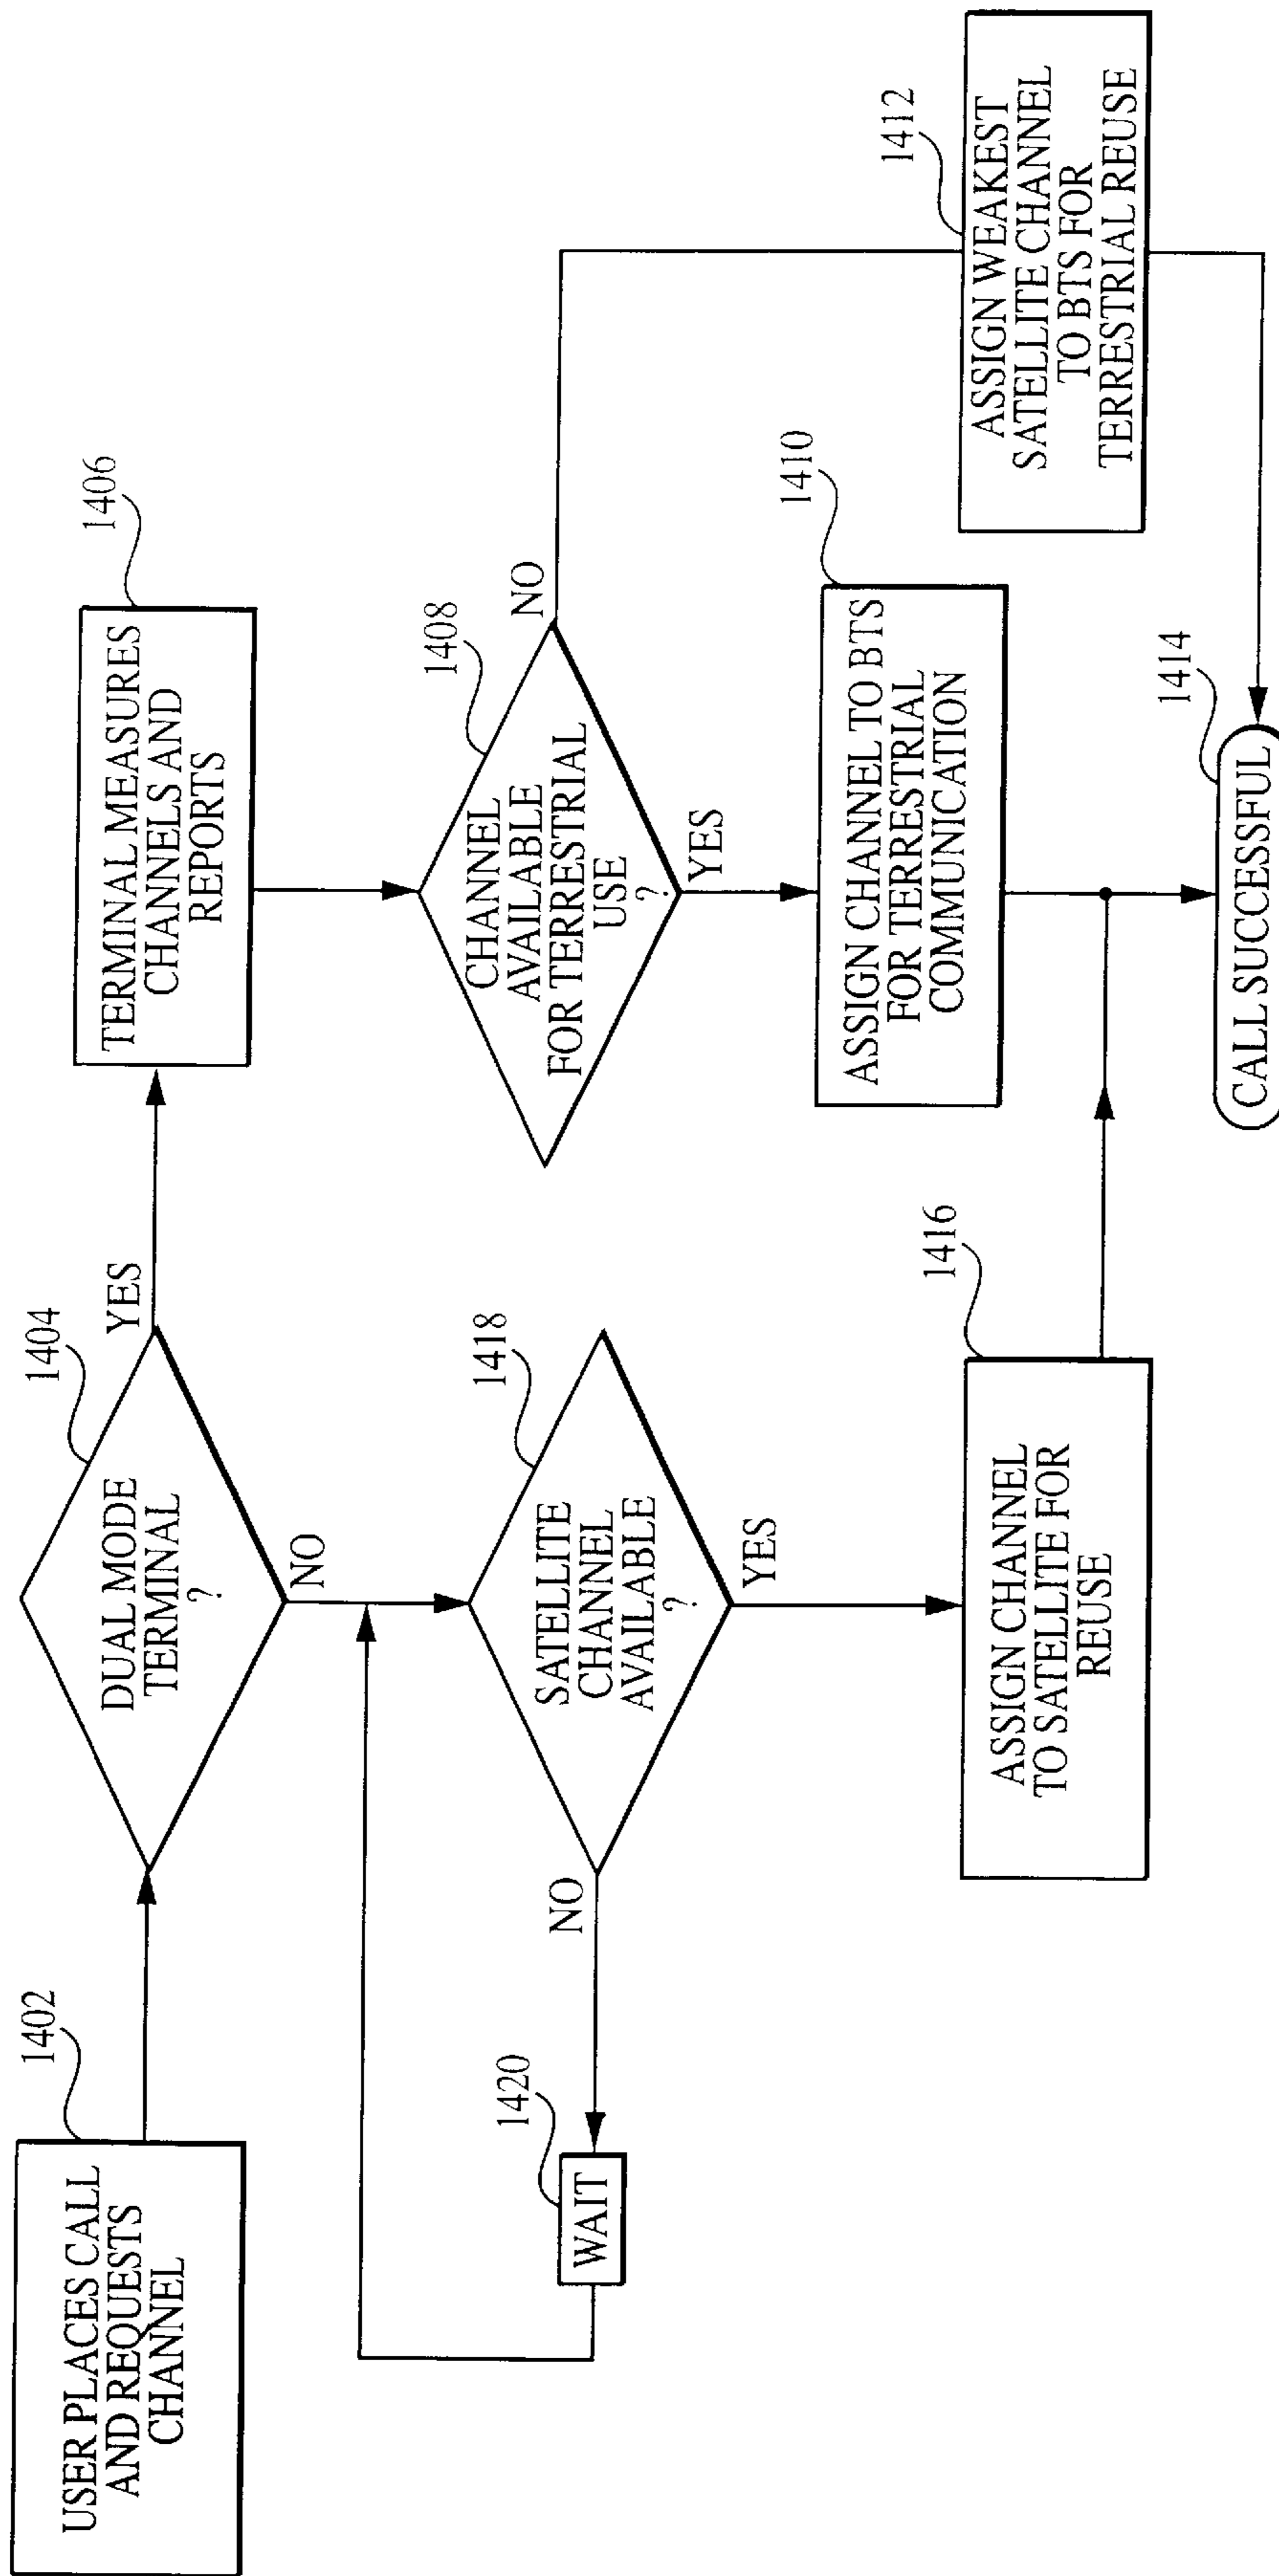 1402
USER PLACES CALL
AND REQUESTS
CHANNEL
1404
DUAL MODE
TERMINAL
?
YES
NO
1406
TERMINAL MEASURES
CHANNELS AND
REPORTS
1408
CHANNEL
AVAILABLE
FOR TERRESTRIAL
USE
?
NO
YES
1418
SATELLITE
CHANNEL
AVAILABLE
?
NO
YES
1420
WAIT
1410
ASSIGN CHANNEL TO BTS
FOR TERRESTRIAL
COMMUNICATION
1412
ASSIGN WEAKEST
SATELLITE CHANNEL
TO BTS FOR
TERRESTRIAL REUSE
1416
ASSIGN CHANNEL
TO SATELLITE FOR
REUSE
1414
CALL SUCCESSFUL